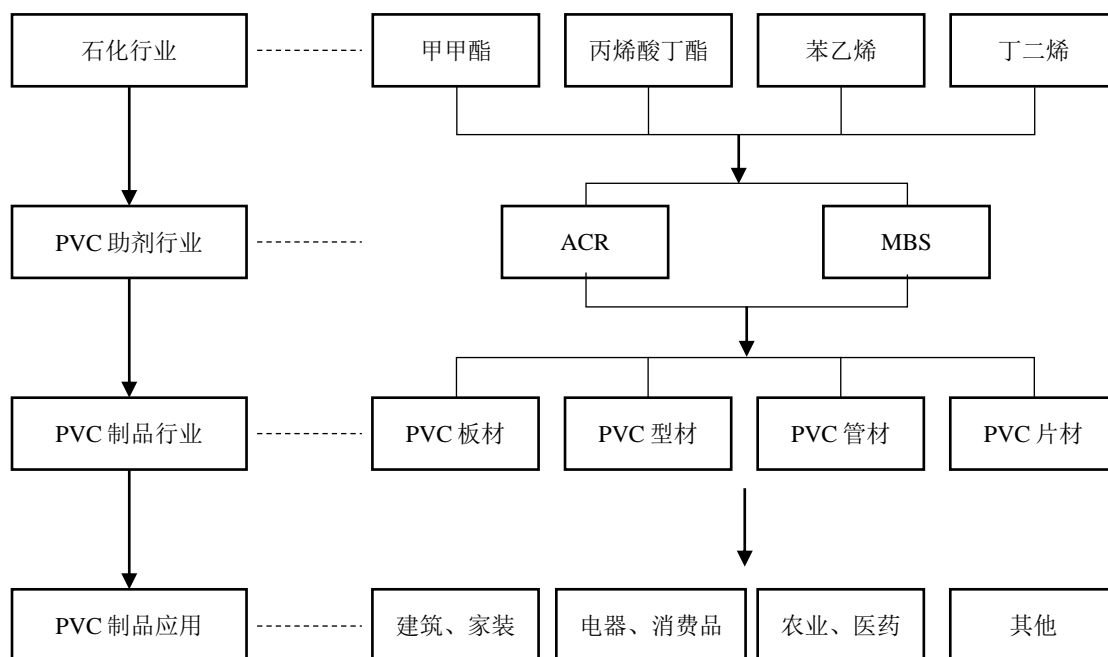 石化行业
甲甲酯
丙烯酸丁酯
苯乙烯
丁二烯
PVC 助剂行业
ACR
MBS
PVC 制品行业
PVC 板材
PVC 型材
PVC 管材
PVC 片材
PVC 制品应用
建筑、家装
电器、消费品
农业、医药
其他